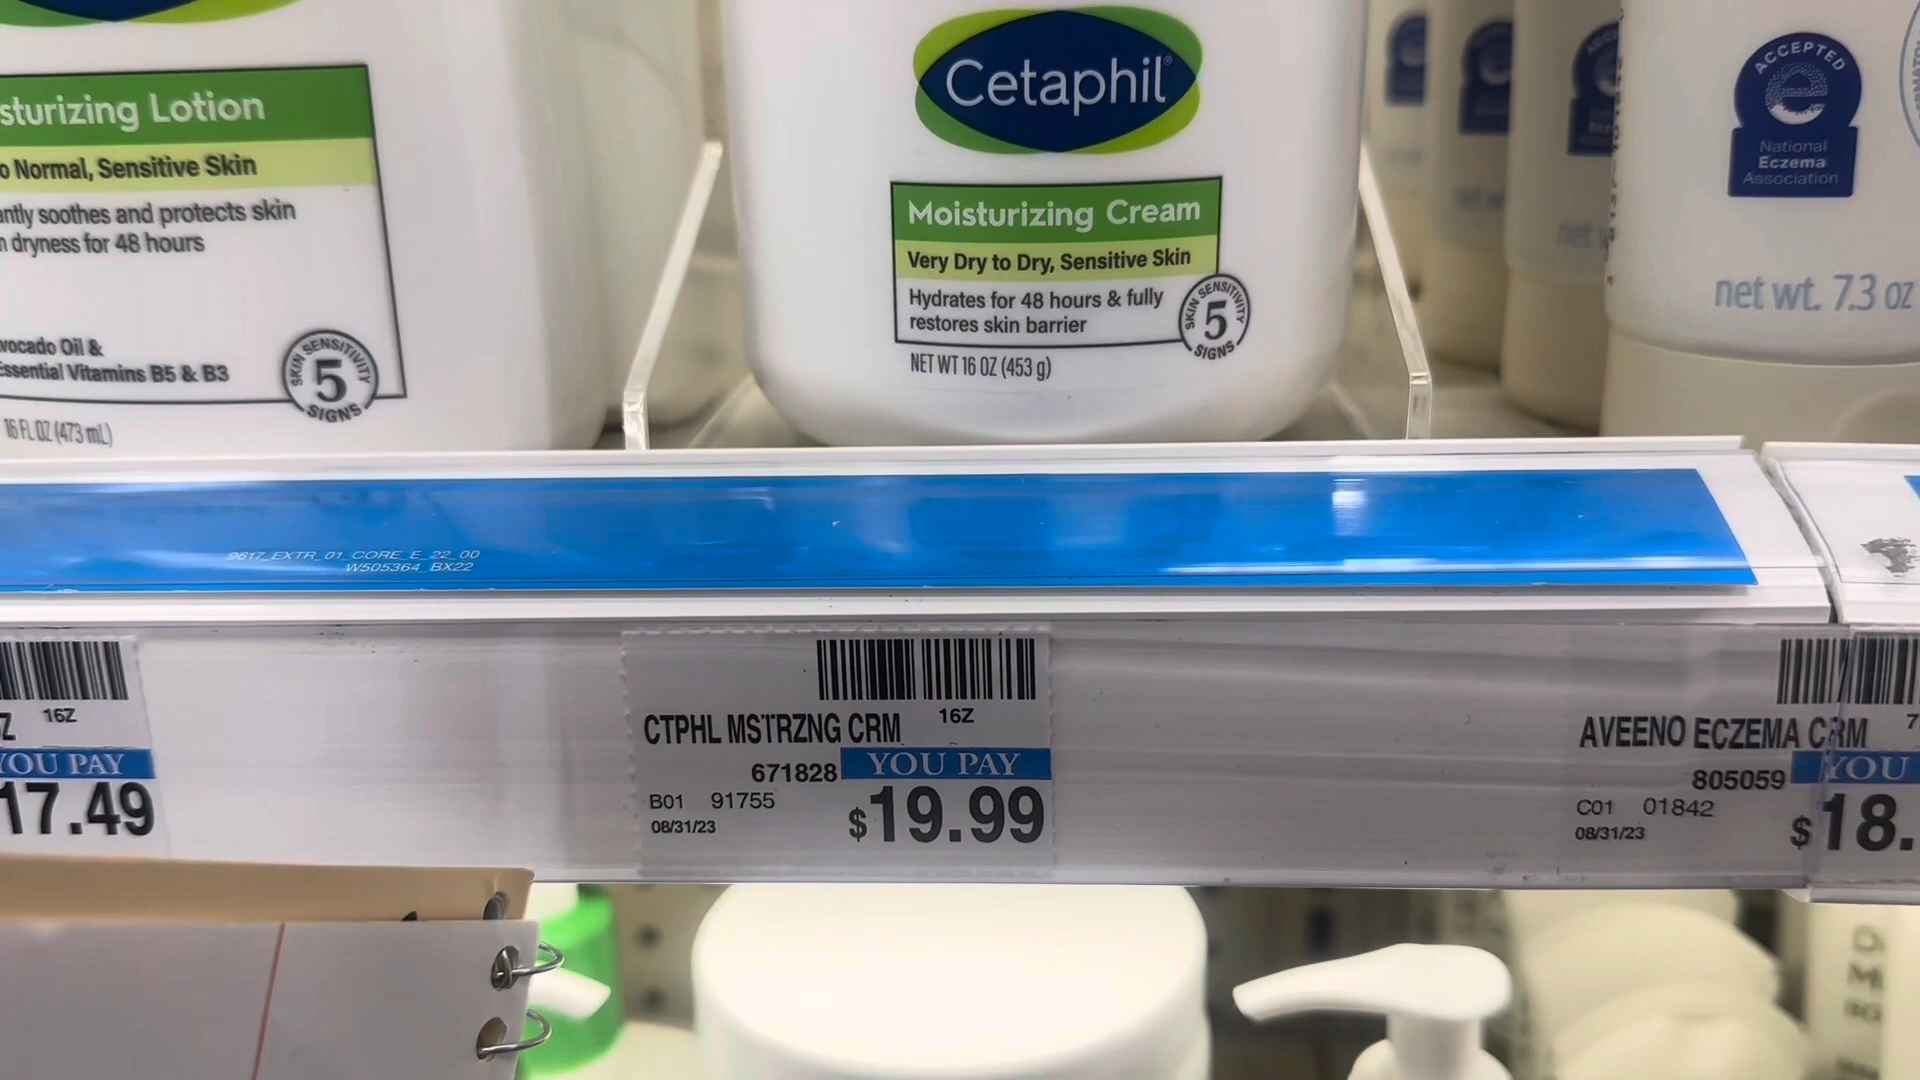 sturizing Lotion
o Normal, Sensitive Skin
antly soothes and protects skin
n dryness for 48 hours
vocado Oil &
Essential Vitamins B5 & B3
SKIN SENSITIVITY
5
SIGNS
16 FL OZ (473 mL)
Cetaphil®
Moisturizing Cream
Very Dry to Dry, Sensitive Skin
Hydrates for 48 hours & fully
restores skin barrier
SKIN SENSITIVITY
5
SIGNS
NET WT 16 OZ (453 g)
ACCEPTED
National
Eczema
Association
net wt. 7.3 oz
9617_EXTR_01_CORE_E_22_00
W505364_BX22
Z 16Z
YOU PAY
17.49
CTPHL MSTRZNG CRM 16Z
671828 YOU PAY
B01 91755
08/31/23
$19.99
AVEENO ECZEMA CRM 7
805059 YOU
C01 01842
08/31/23
$18.